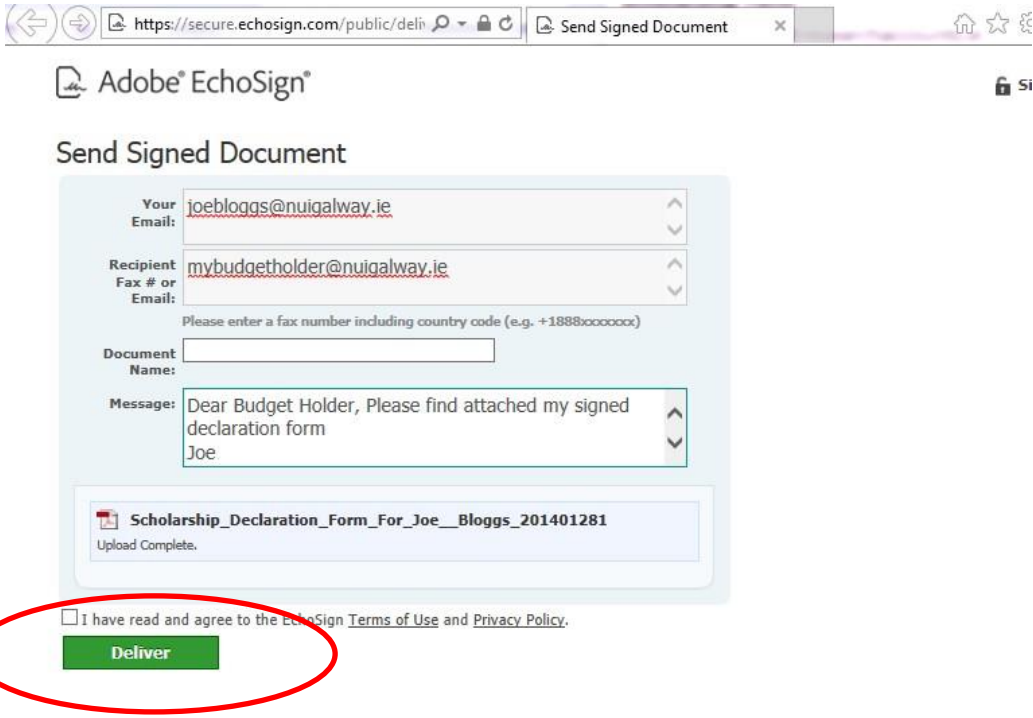 https://secure.echosign.com/public/deliv
Send Signed Document
Adobe® EchoSign®
Si
Send Signed Document
Your Email: joebloggs@nuigalway.ie
Recipient Fax # or Email: mybudgetholder@nuigalway.ie
Please enter a fax number including country code (e.g. +1888xxxxxxx)
Document Name:
Message: Dear Budget Holder, Please find attached my signed
declaration form
Joe
Scholarship_Declaration_Form_For_Joe__Bloggs_201401281
Upload Complete.
I have read and agree to the EchoSign Terms of Use and Privacy Policy.
Deliver